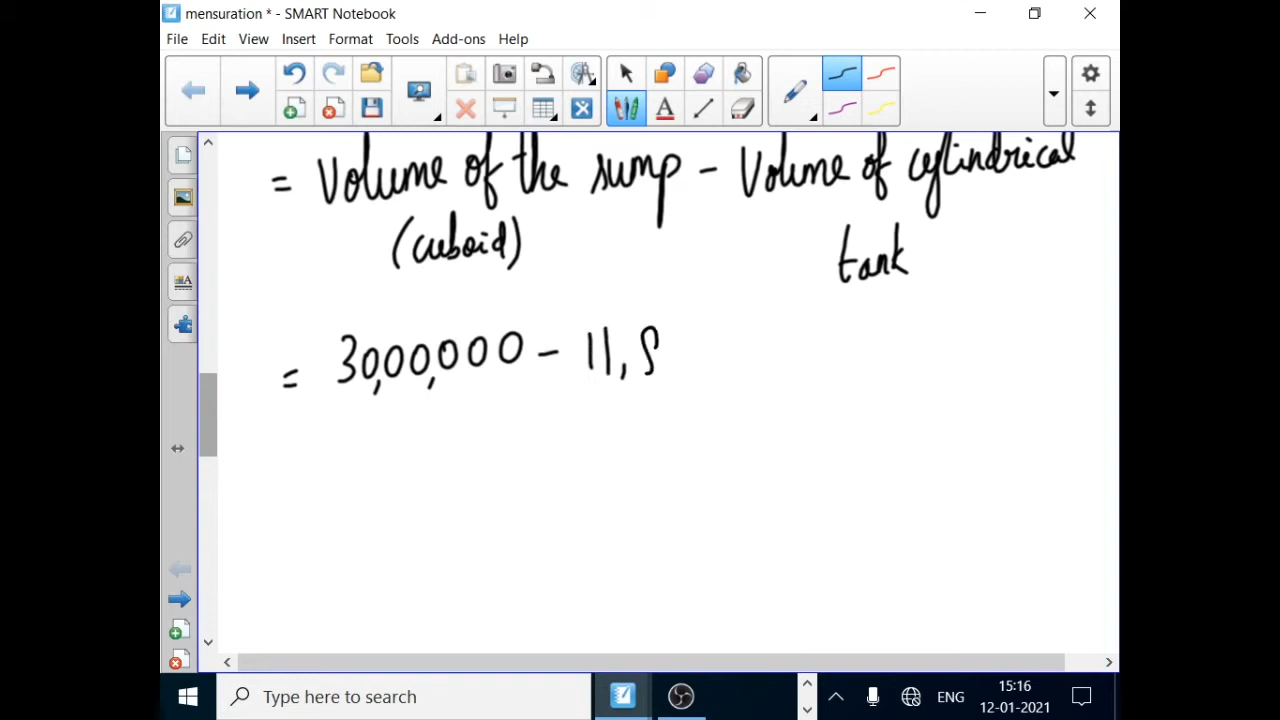 mensuration * - SMART Notebook
File Edit View Insert Format Tools Add-ons Help
= Volume of the sump - Volume of cylindrical
(cuboid) tank
= 30,00,000 - 11,
Type here to search
ENG
15:16
12-01-2021